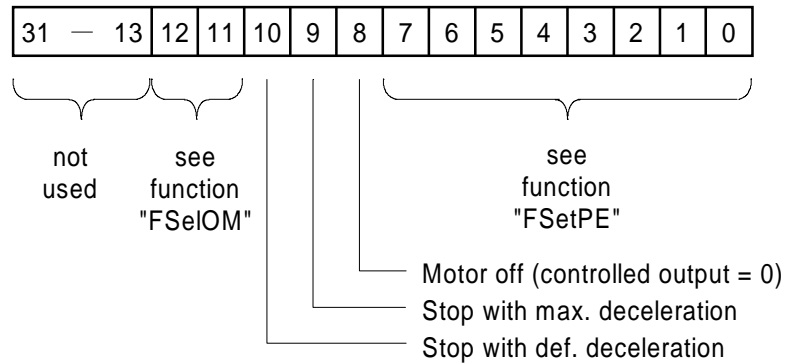 31 — 13 12 11 10 9 8 7 6 5 4 3 2 1 0
not
used
see
function
"FSelOM"
see
function
"FSetPE"
Motor off (controlled output = 0)
Stop with max. deceleration
Stop with def. deceleration